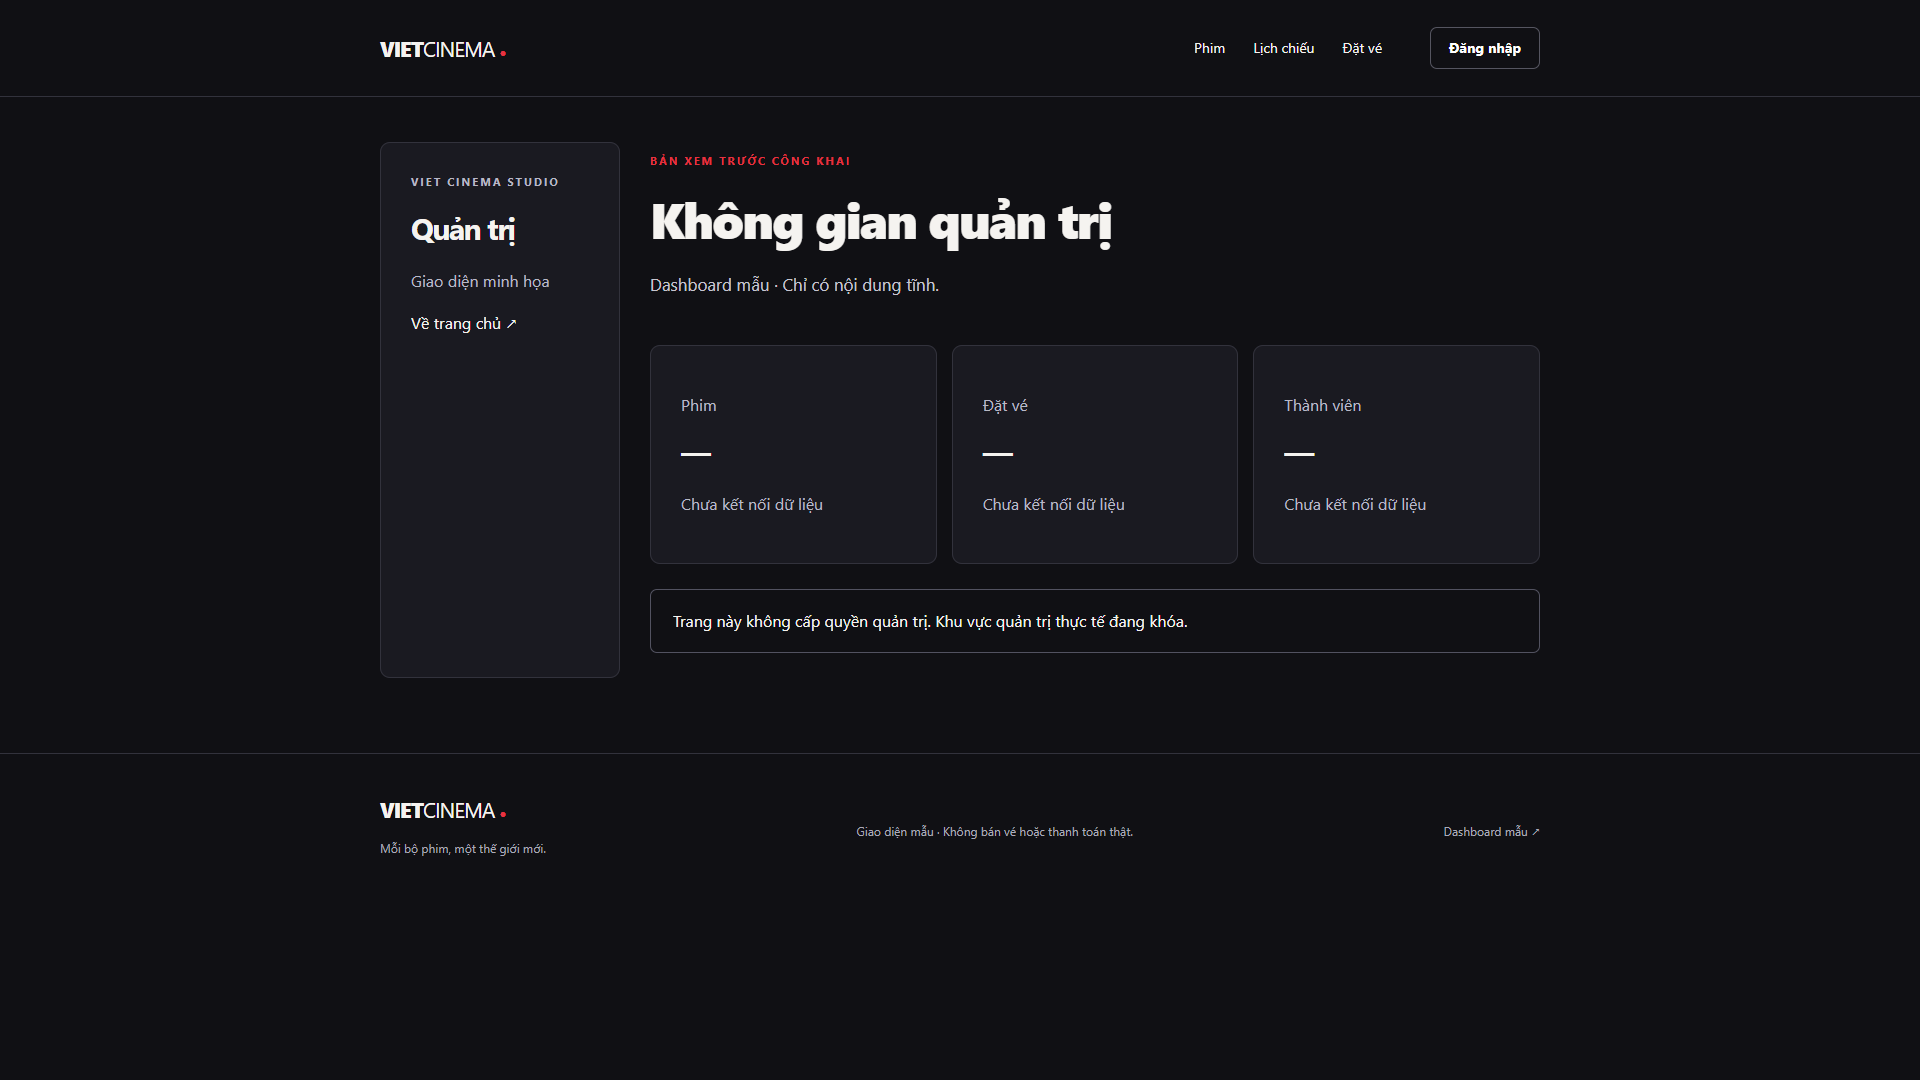 VIETCINEMA
Phim
Lịch chiếu
Đặt vé
Đăng nhập
VIET CINEMA STUDIO
Quản trị
Giao diện minh họa
Về trang chủ ↗
BẢN XEM TRƯỚC CÔNG KHAI
Không gian quản trị
Dashboard mẫu · Chỉ có nội dung tĩnh.
Phim
—
Chưa kết nối dữ liệu
Đặt vé
—
Chưa kết nối dữ liệu
Thành viên
—
Chưa kết nối dữ liệu
Trang này không cấp quyền quản trị. Khu vực quản trị thực tế đang khóa.
VIETCINEMA
Mỗi bộ phim, một thế giới mới.
Giao diện mẫu · Không bán vé hoặc thanh toán thật.
Dashboard mẫu ↗